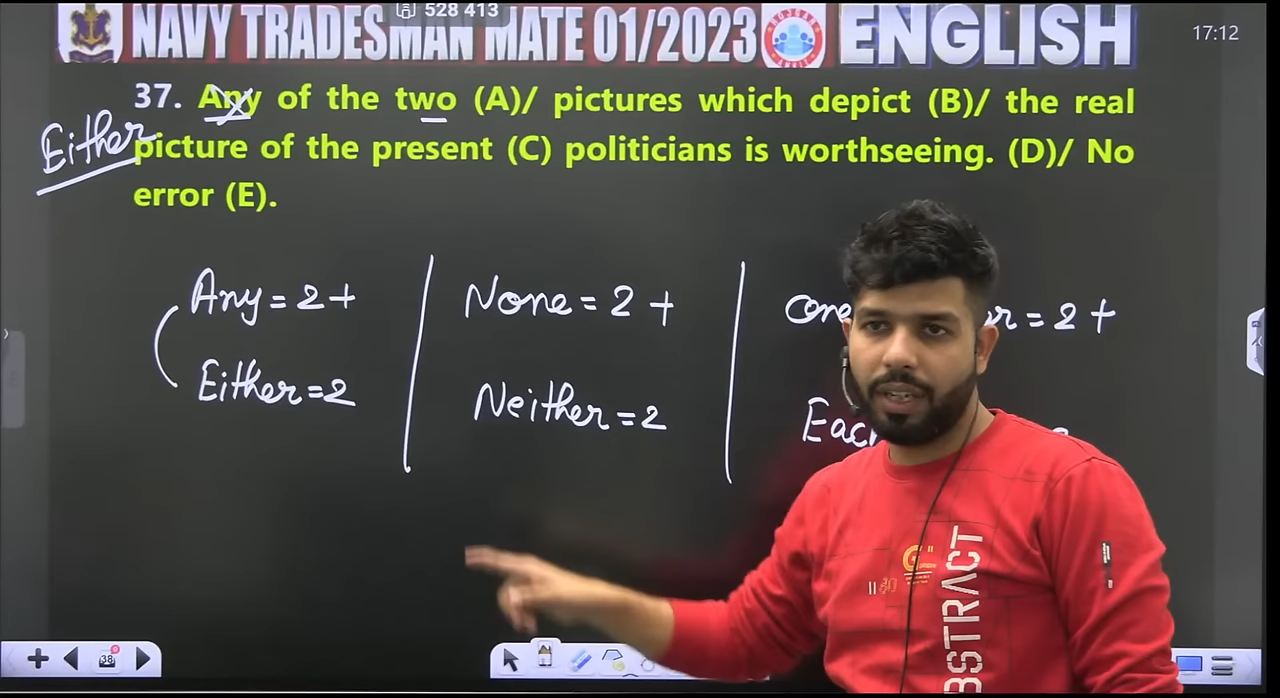 528 413
NAVY TRADESMAN MATE 01/2023 ENGLISH
17:12
37. Any of the two (A)/ pictures which depict (B)/ the real
Either
picture of the present (C) politicians is worthseeing. (D)/ No
error (E).
Any = 2+
None = 2+
= 2+
Either = 2
Neither = 2
38
ABSTRACT